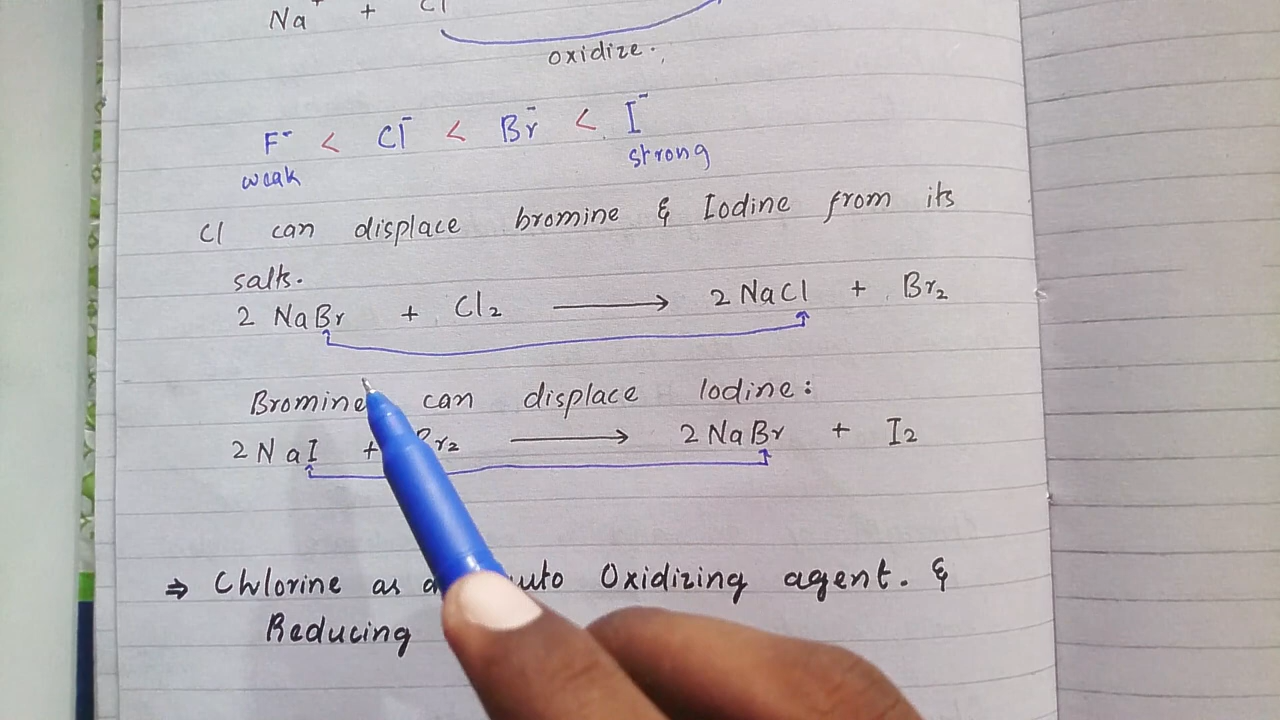 Na⁺ + Cl
oxidize.
F⁻ < Cl⁻ < Br⁻ < I⁻
weak strong
Cl can displace bromine & Iodine from its
salts.
2 NaBr + Cl₂ ⟶ 2 NaCl + Br₂
Bromine can displace Iodine:
2 NaI + Br₂ ⟶ 2 NaBr + I₂
⇒ Chlorine as Oxidizing agent. &
Reducing